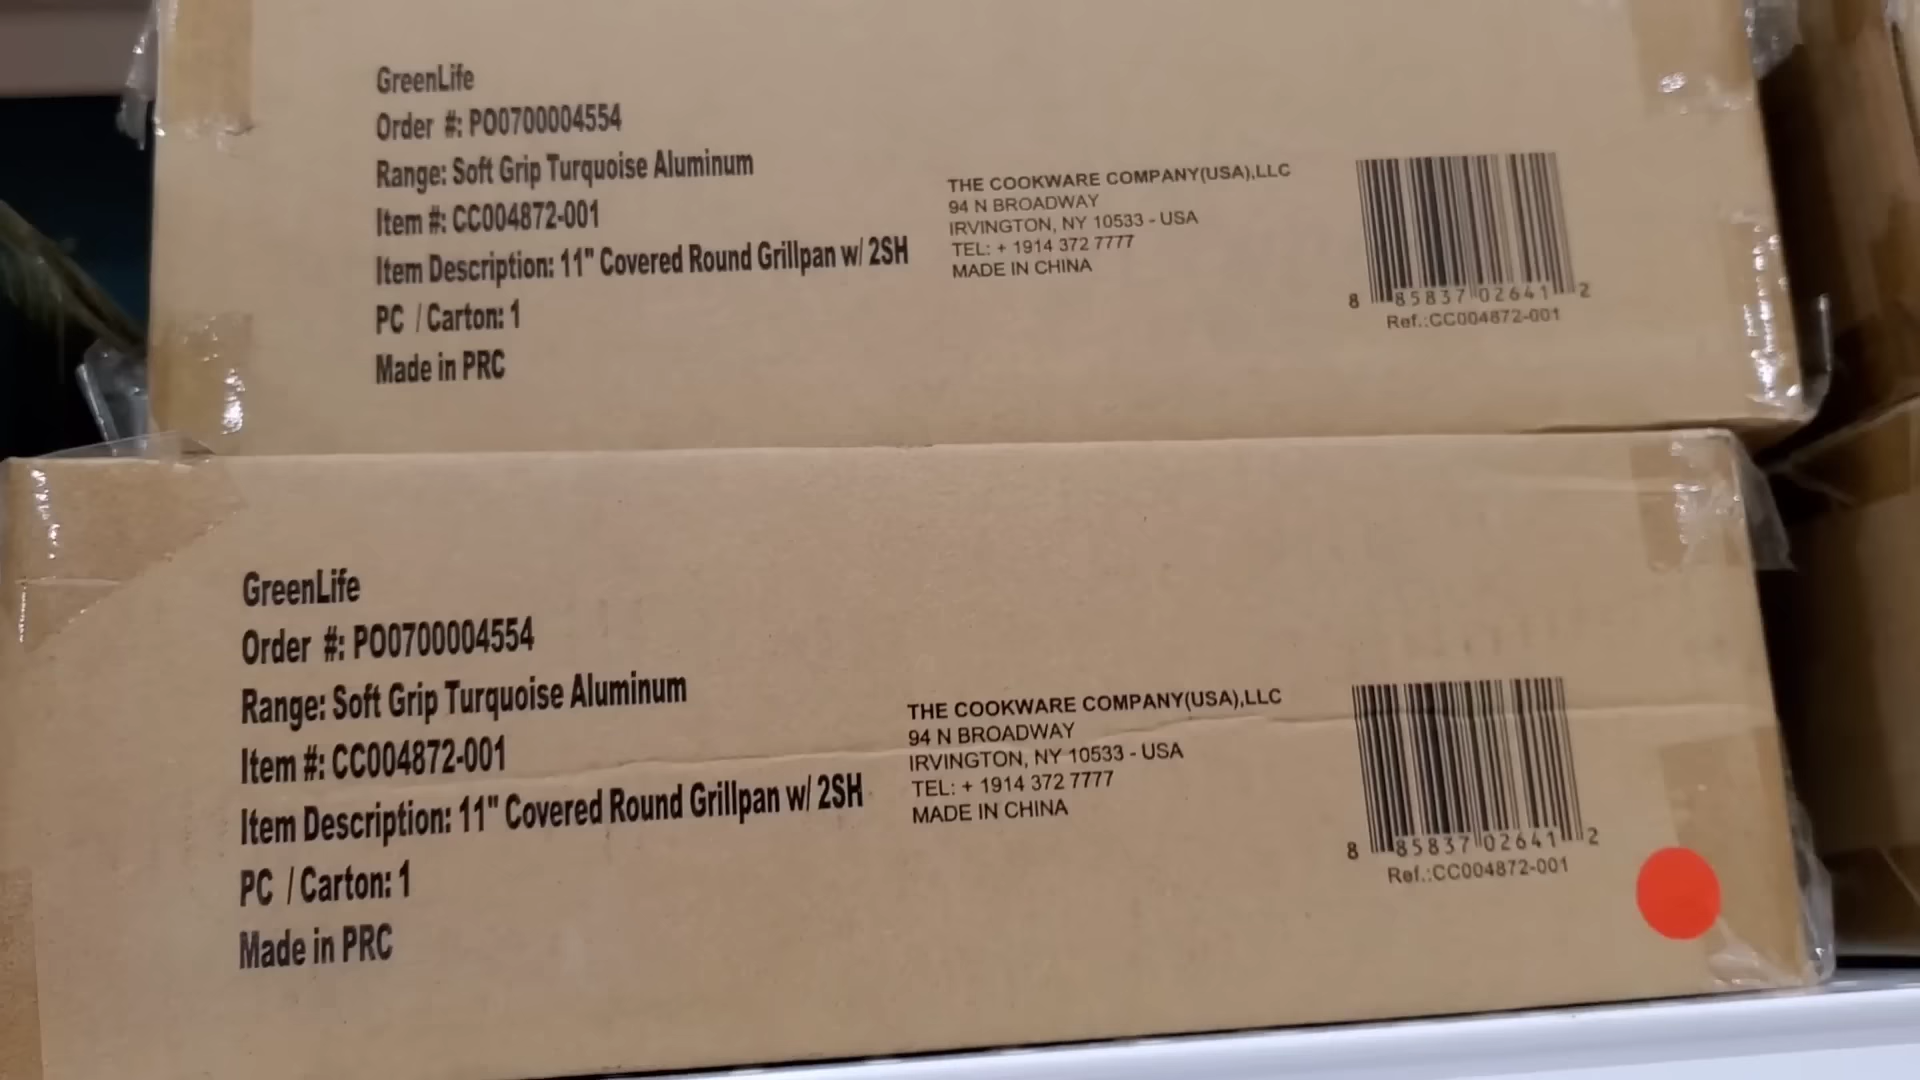 GreenLife
Order #: PO0700004554
Range: Soft Grip Turquoise Aluminum
Item #: CC004872-001
Item Description: 11" Covered Round Grillpan w/ 2SH
PC / Carton: 1
Made in PRC
THE COOKWARE COMPANY(USA),LLC
94 N BROADWAY
IRVINGTON, NY 10533 - USA
TEL: + 1914 372 7777
MADE IN CHINA
8 85837 02641 2
Ref.:CC004872-001
GreenLife
Order #: PO0700004554
Range: Soft Grip Turquoise Aluminum
Item #: CC004872-001
Item Description: 11" Covered Round Grillpan w/ 2SH
PC / Carton: 1
Made in PRC
THE COOKWARE COMPANY(USA),LLC
94 N BROADWAY
IRVINGTON, NY 10533 - USA
TEL: + 1914 372 7777
MADE IN CHINA
8 85837 02641 2
Ref.:CC004872-001